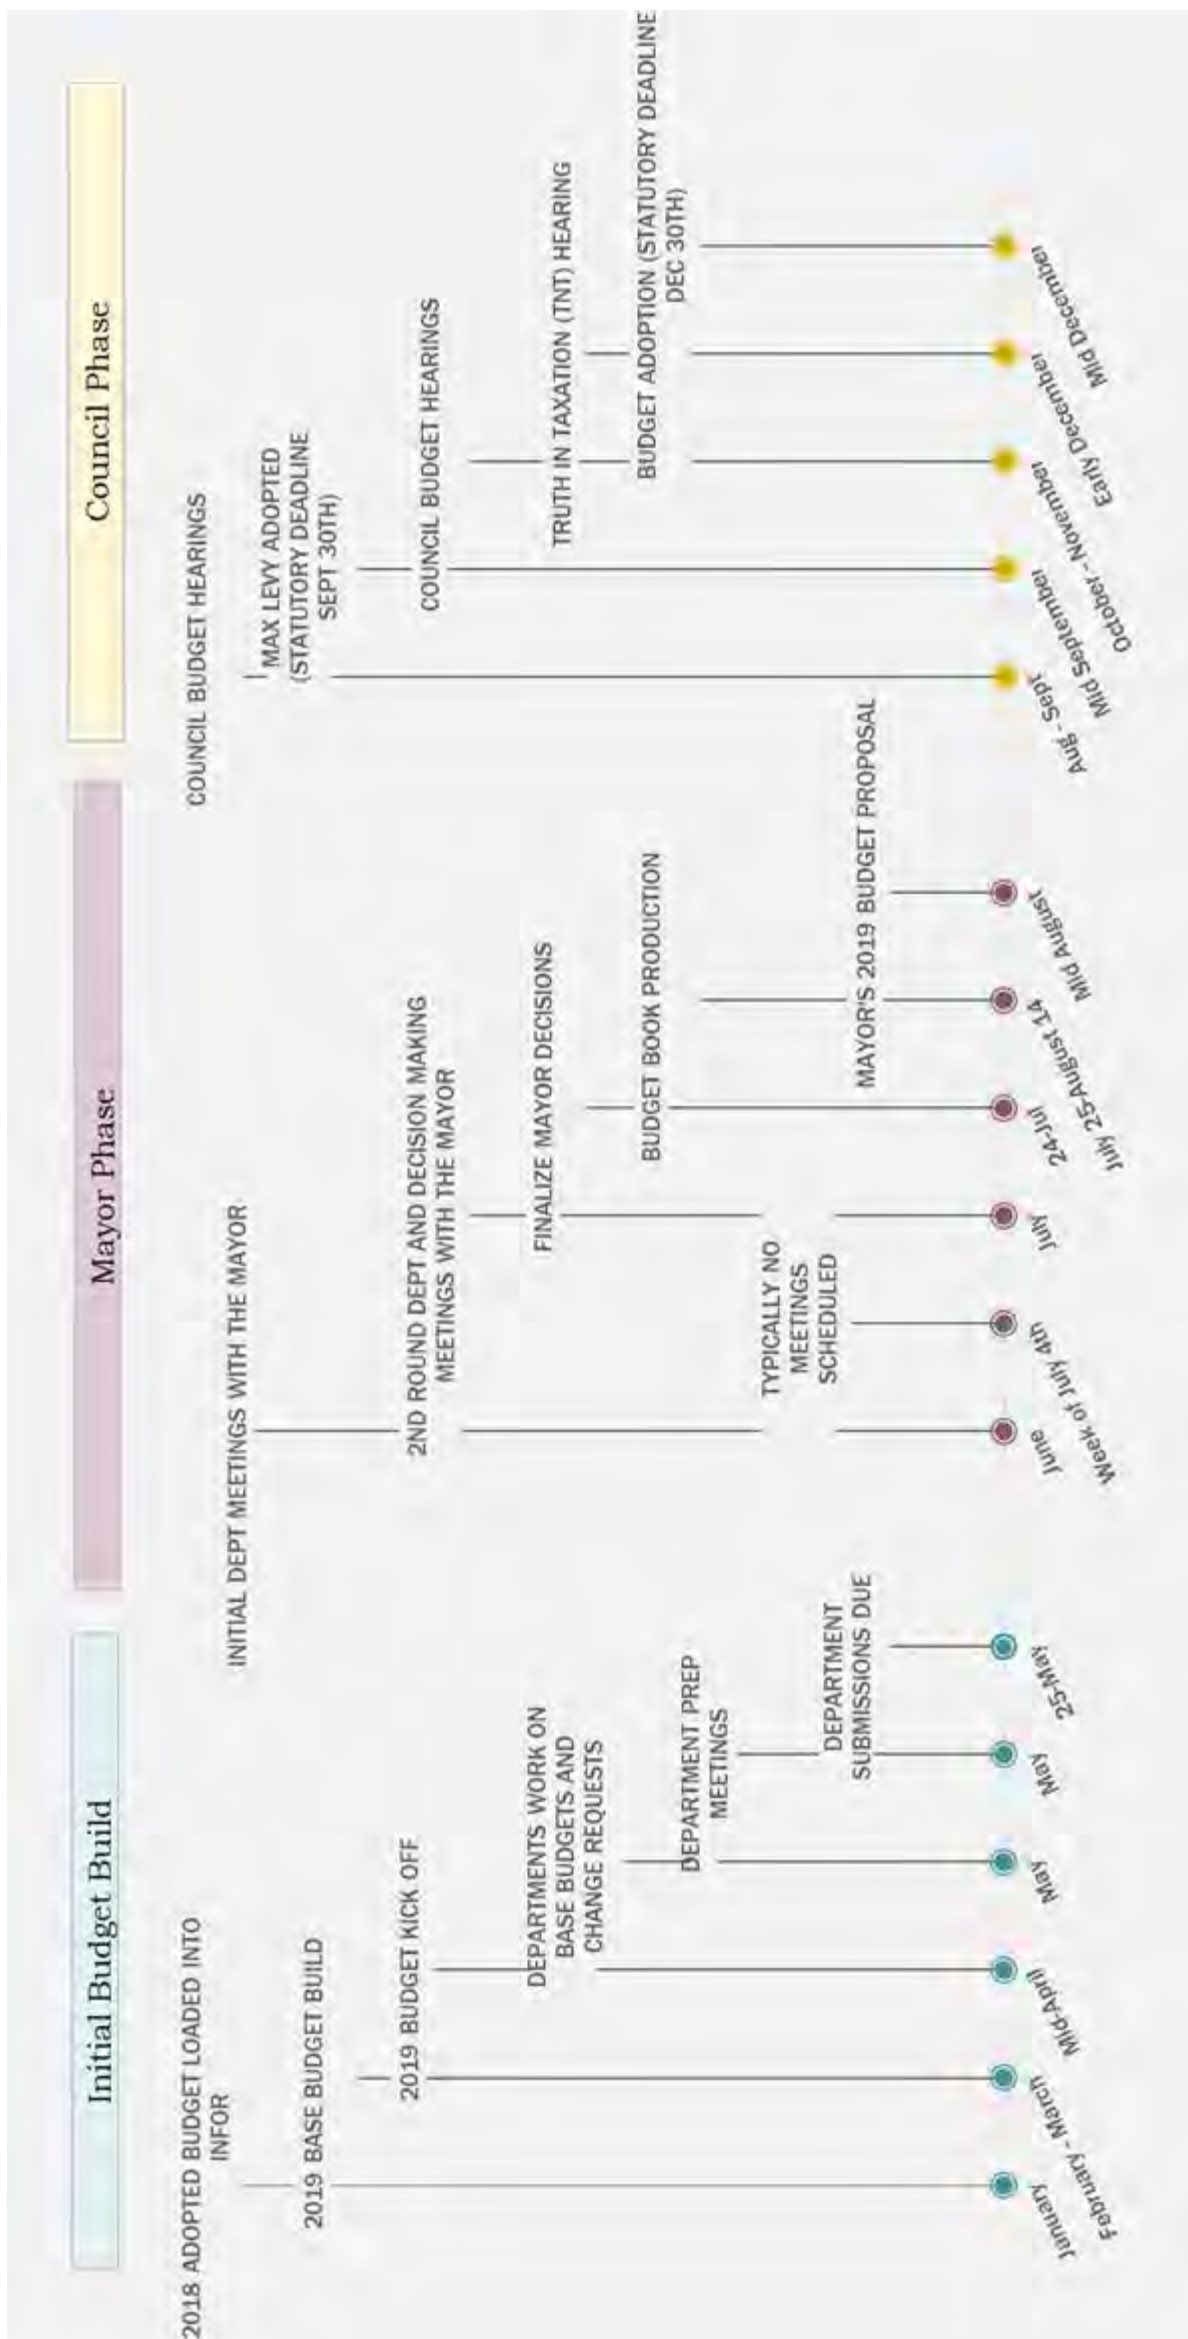 Initial Budget Build
2018 ADOPTED BUDGET LOADED INTO
INFOR
2019 BASE BUDGET BUILD
2019 BUDGET KICK OFF
DEPARTMENTS WORK ON
BASE BUDGETS AND
CHANGE REQUESTS
DEPARTMENT PREP
MEETINGS
DEPARTMENT
SUBMISSIONS DUE
January
February - March
Mid-April
May
May
25-May
Mayor Phase
INITIAL DEPT MEETINGS WITH THE MAYOR
2ND ROUND DEPT AND DECISION MAKING
MEETINGS WITH THE MAYOR
FINALIZE MAYOR DECISIONS
BUDGET BOOK PRODUCTION
TYPICALLY NO
MEETINGS
SCHEDULED
MAYOR'S 2019 BUDGET PROPOSAL
June
Week of July 4th
July
24-Jul
July 25-August 14
Mid August
Council Phase
COUNCIL BUDGET HEARINGS
MAX LEVY ADOPTED
(STATUTORY DEADLINE
SEPT 30TH)
COUNCIL BUDGET HEARINGS
TRUTH IN TAXATION (TNT) HEARING
BUDGET ADOPTION (STATUTORY DEADLINE
DEC 30TH)
Aug - Sept
Mid September
October - November
Early December
Mid December